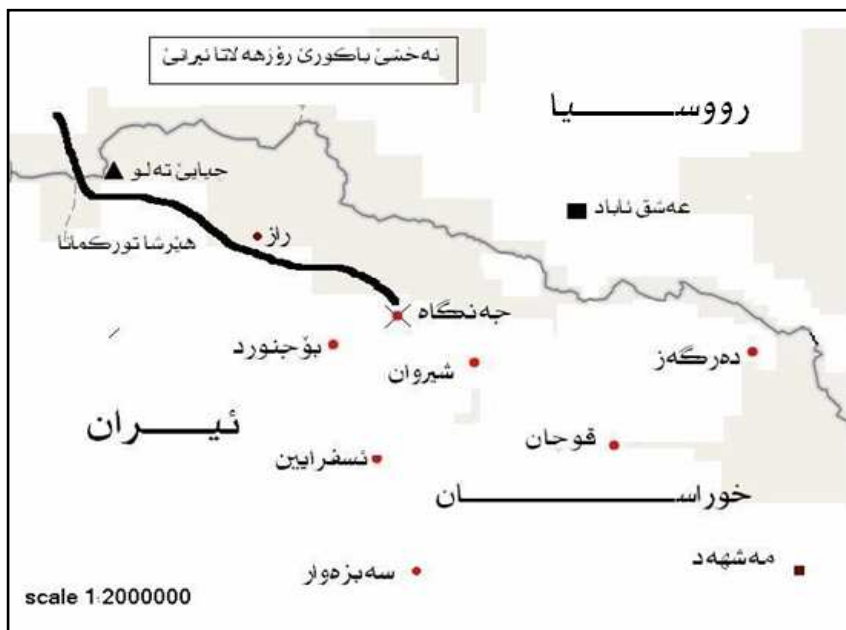 نەخشێ باکورێ رۆژهەلاتا ئیرانێ
رووسـیا
چیایێ تەلو
عەشق ئاباد
راز
هێرشا تورکمانا
جەنگاه
بۆجنورد
شیروان
دەرگەز
ئیـران
قوچان
ئسفرایین
خوراسـان
سەبزەوار
مەشهەد
scale 1:2000000